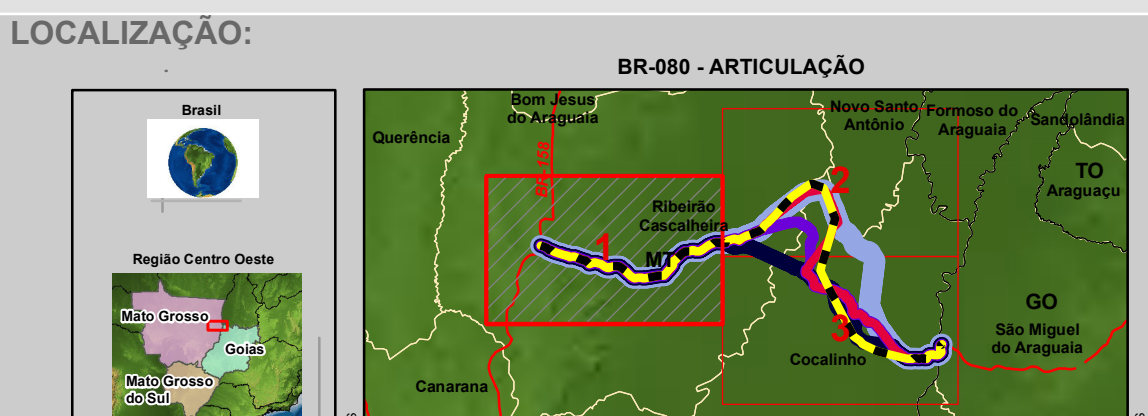 LOCALIZAÇÃO:
-
BR-080 - ARTICULAÇÃO
Brasil
Região Centro Oeste
Mato Grosso
Goias
Mato Grosso
do Sul
Bom Jesus
do Araguaia
Novo Santo
Antônio
Formoso do
Araguaia
Sandolândia
Querência
BR-158
TO
Araguaçu
2
Ribeirão
Cascalheira
1
MT
GO
São Miguel
do Araguaia
3
Cocalinho
Canarana